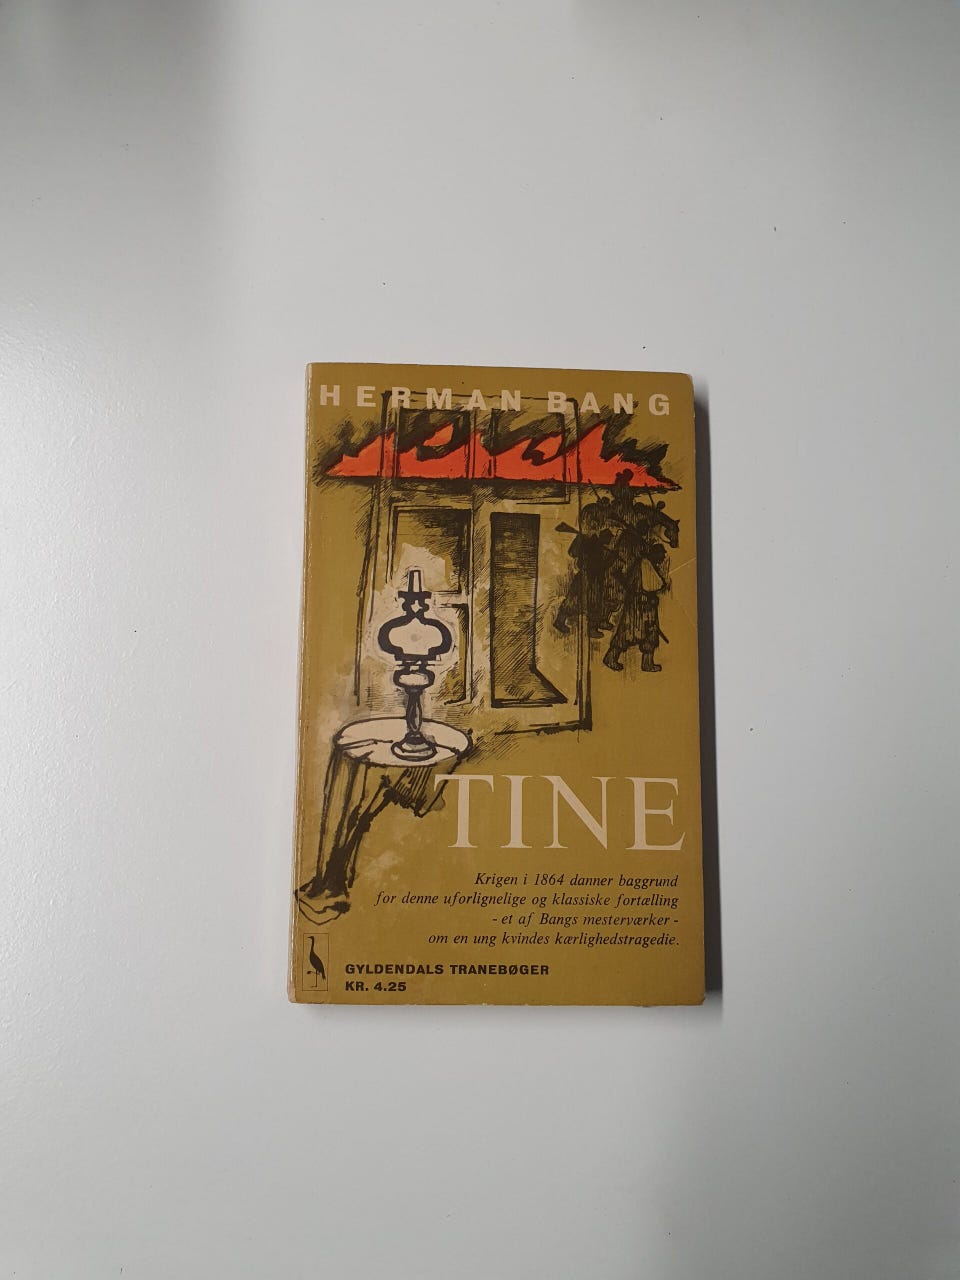 HERMAN BANG
TINE
Krigen i 1864 danner baggrund
for denne uforlignelige og klassiske fortælling
- et af Bangs mesterværker -
om en ung kvindes kærlighedstragedie.
GYLDENDALS TRANEBØGER
KR. 4.25